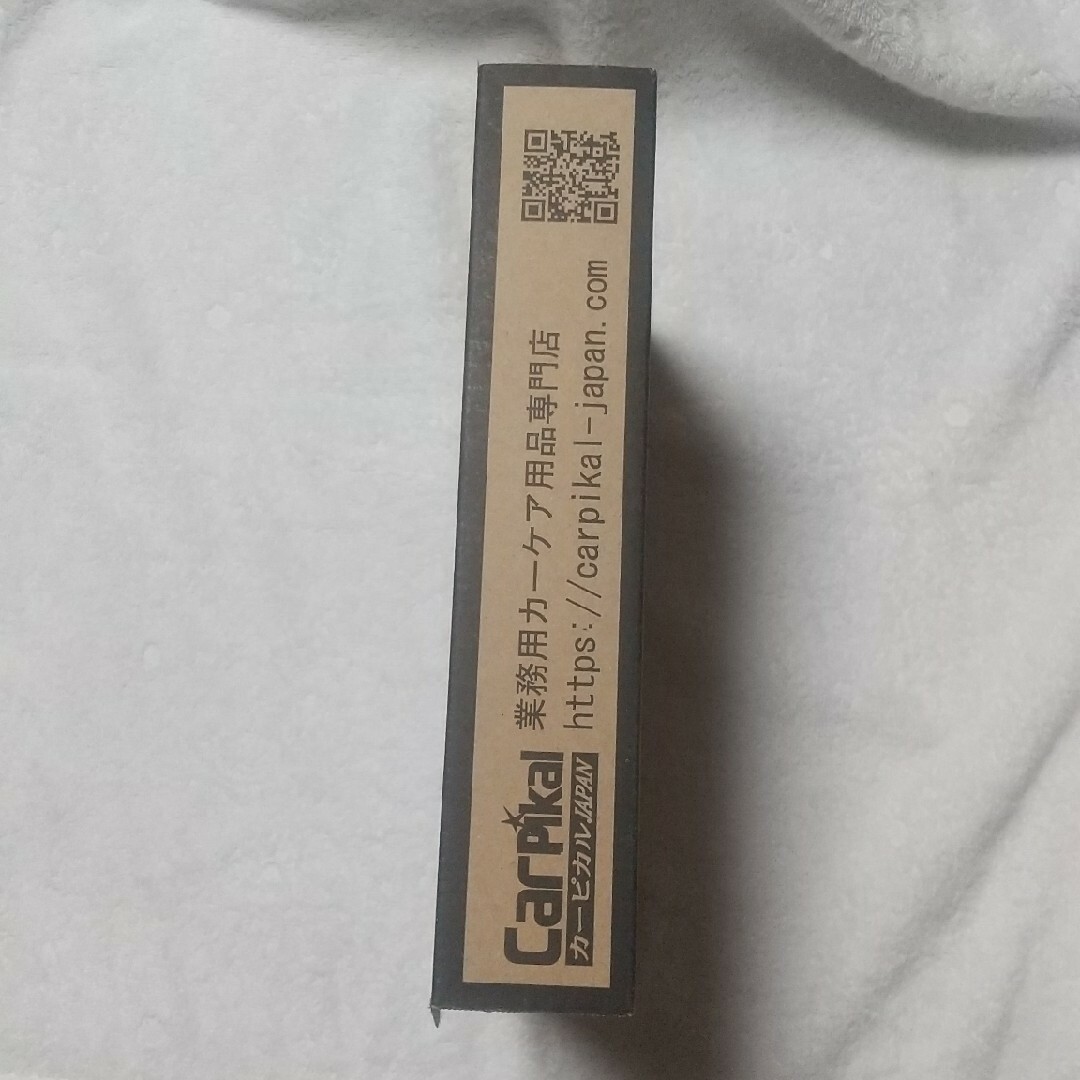 CarPikal
カーピカルJAPAN
業務用カーケア用品専門店
https://carpikal-japan.com